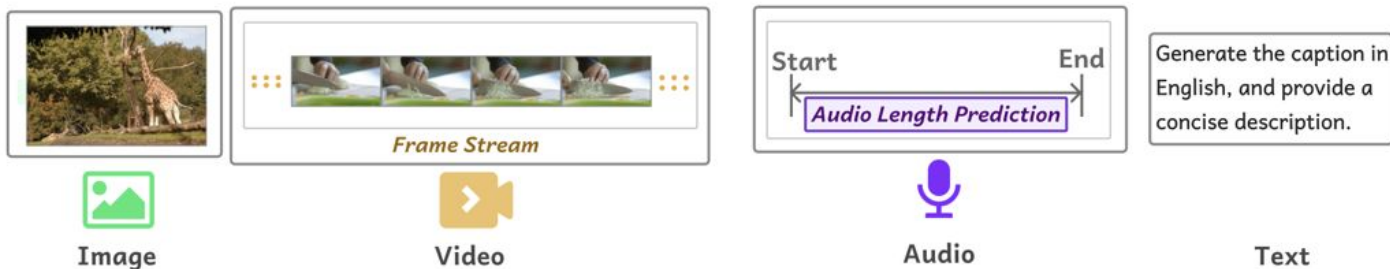 Start
End
Audio Length Prediction
Frame Stream
Generate the caption in
English, and provide a
concise description.
Image
Video
Audio
Text